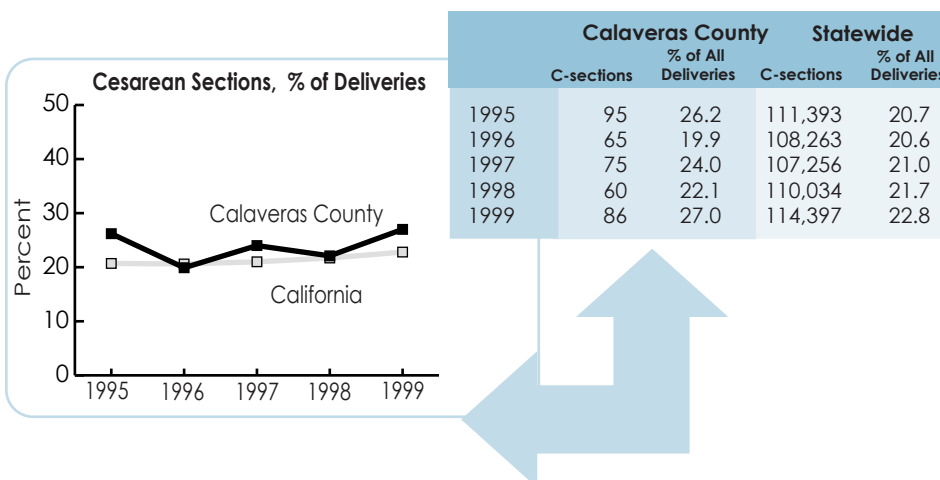 Cesarean Sections, % of Deliveries
50
40
30
20
10
0
Percent
Calaveras County
California
1995 1996 1997 1998 1999
Calaveras County Statewide
% of All % of All
C-sections Deliveries C-sections Deliveries
1995 95 26.2 111,393 20.7
1996 65 19.9 108,263 20.6
1997 75 24.0 107,256 21.0
1998 60 22.1 110,034 21.7
1999 86 27.0 114,397 22.8